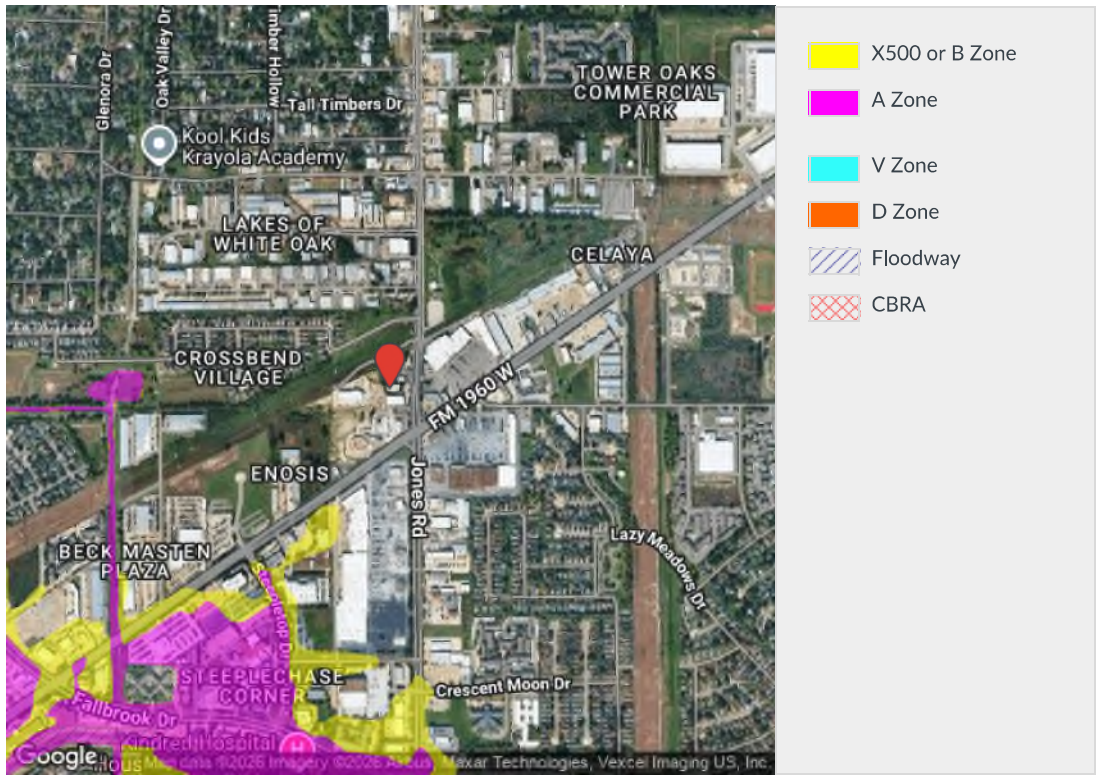 Glenora Dr
Oak Valley Dr
Timber Hollow
Tall Timbers Dr
TOWER OAKS
COMMERCIAL
PARK
Kool Kids
Krayola Academy
LAKES OF
WHITE OAK
CELAYA
CROSSBEND
VILLAGE
FM 1960 W
ENOSIS
Jones Rd
BECK MASTEN
PLAZA
Steepletop Dr
Lazy Meadows Dr
STEEPLECHASE
CORNER
Crescent Moon Dr
Fallbrook Dr
Kindred Hospital
H
Hous
Google
Map data ©2026 Imagery ©2026 Airbus, Maxar Technologies, Vexcel Imaging US, Inc.
X500 or B Zone
A Zone
V Zone
D Zone
Floodway
CBRA